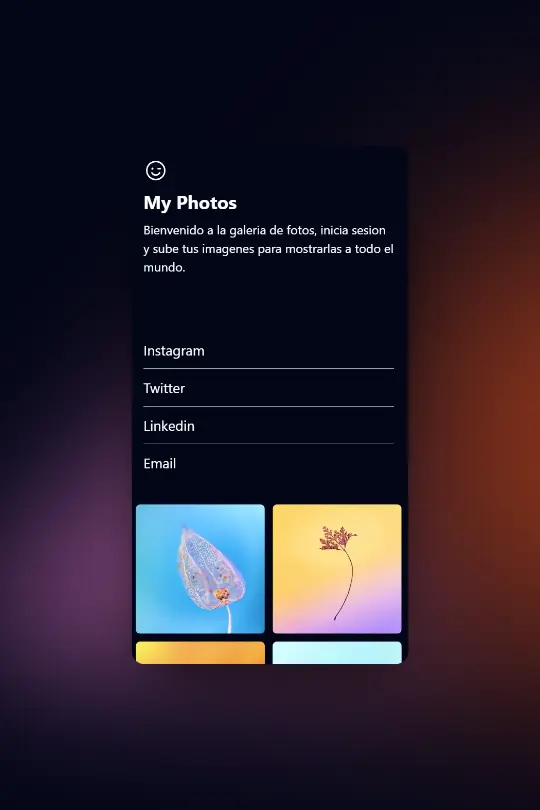 My Photos
Bienvenido a la galeria de fotos, inicia sesion
y sube tus imagenes para mostrarlas a todo el
mundo.
Instagram
Twitter
Linkedin
Email